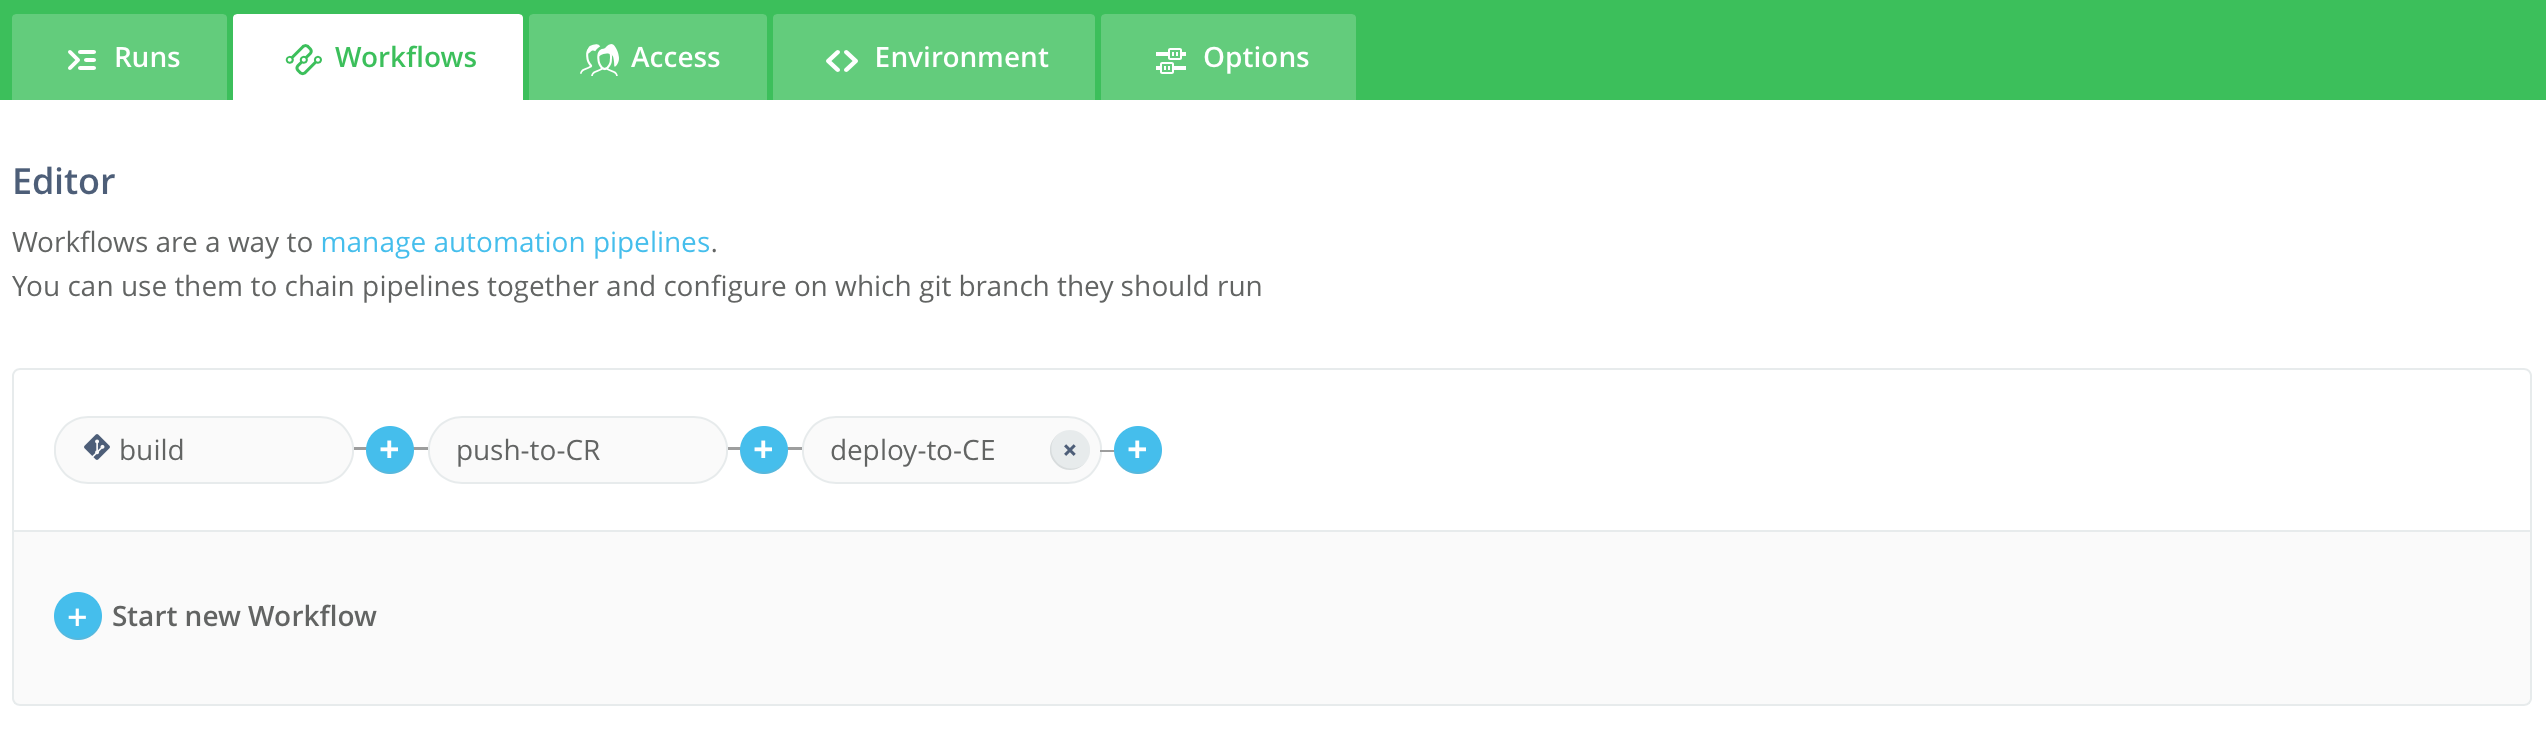 Runs Workflows Access Environment Options
Editor
Workflows are a way to manage automation pipelines.
You can use them to chain pipelines together and configure on which git branch they should run
build push-to-CR deploy-to-CE
Start new Workflow